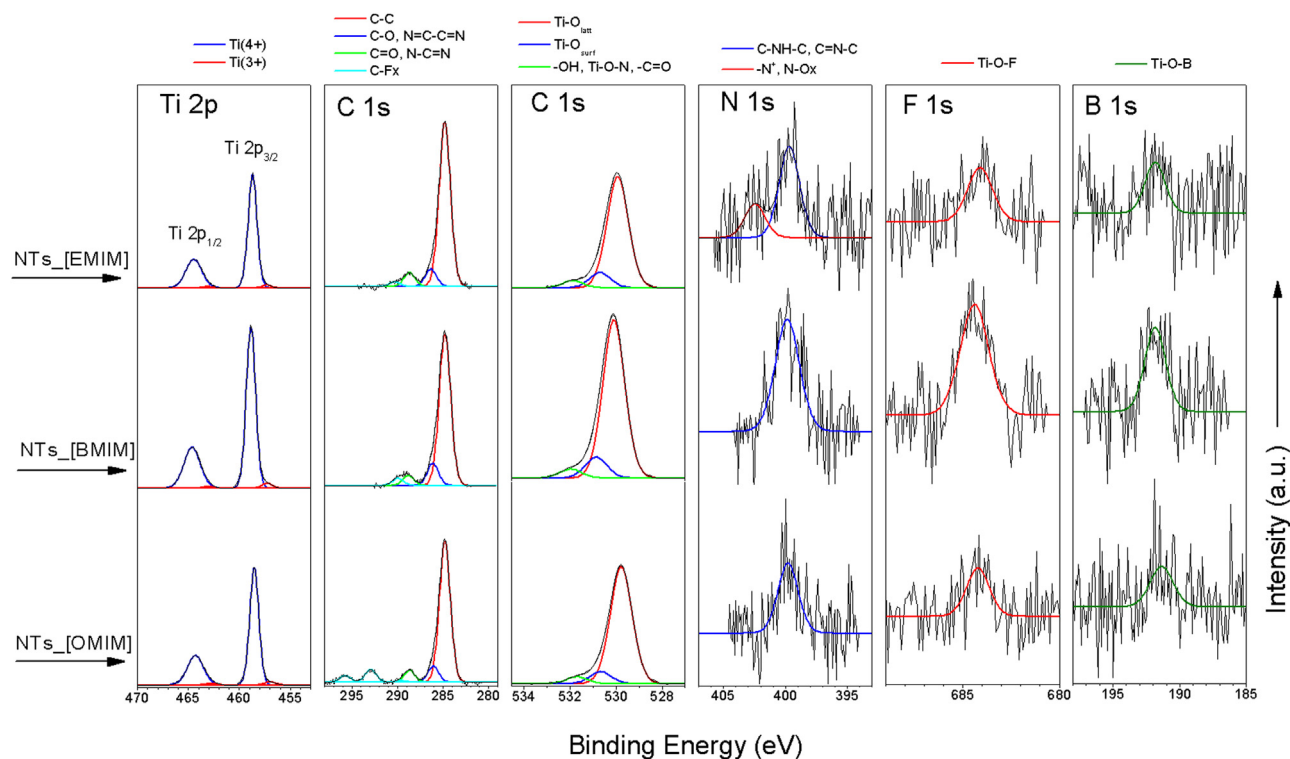 Ti(4+)
Ti(3+)
C-C
C-O, N=C-C=N
C=O, N-C=N
C-Fx
Ti-Olatt
Ti-Osurf
-OH, Ti-O-N, -C=O
C-NH-C, C=N-C
-N+, N-Ox
Ti-O-F
Ti-O-B
Ti 2p
C 1s
C 1s
N 1s
F 1s
B 1s
Ti 2p3/2
Ti 2p1/2
NTs_[EMIM]
NTs_[BMIM]
NTs_[OMIM]
Intensity (a.u.)
470 465 460 455
295 290 285 280
534 532 530 528
405 400 395
685 680
195 190 185
Binding Energy (eV)